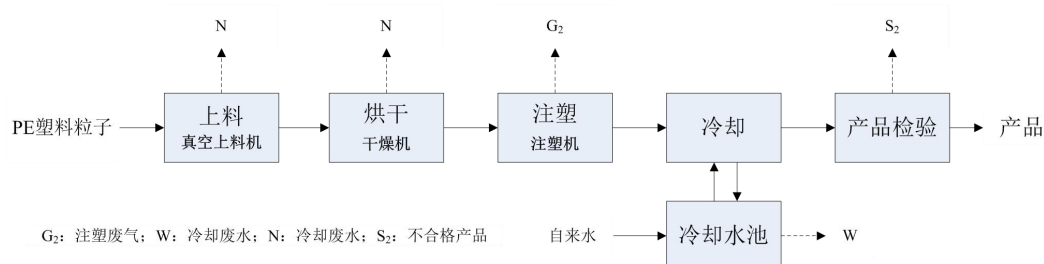 N
N
G₂
S₂
PE塑料粒子
上料
真空上料机
烘干
干燥机
注塑
注塑机
冷却
产品检验
产品
G₂：注塑废气；W：冷却废水；N：冷却废水；S₂：不合格产品
自来水
冷却水池
W